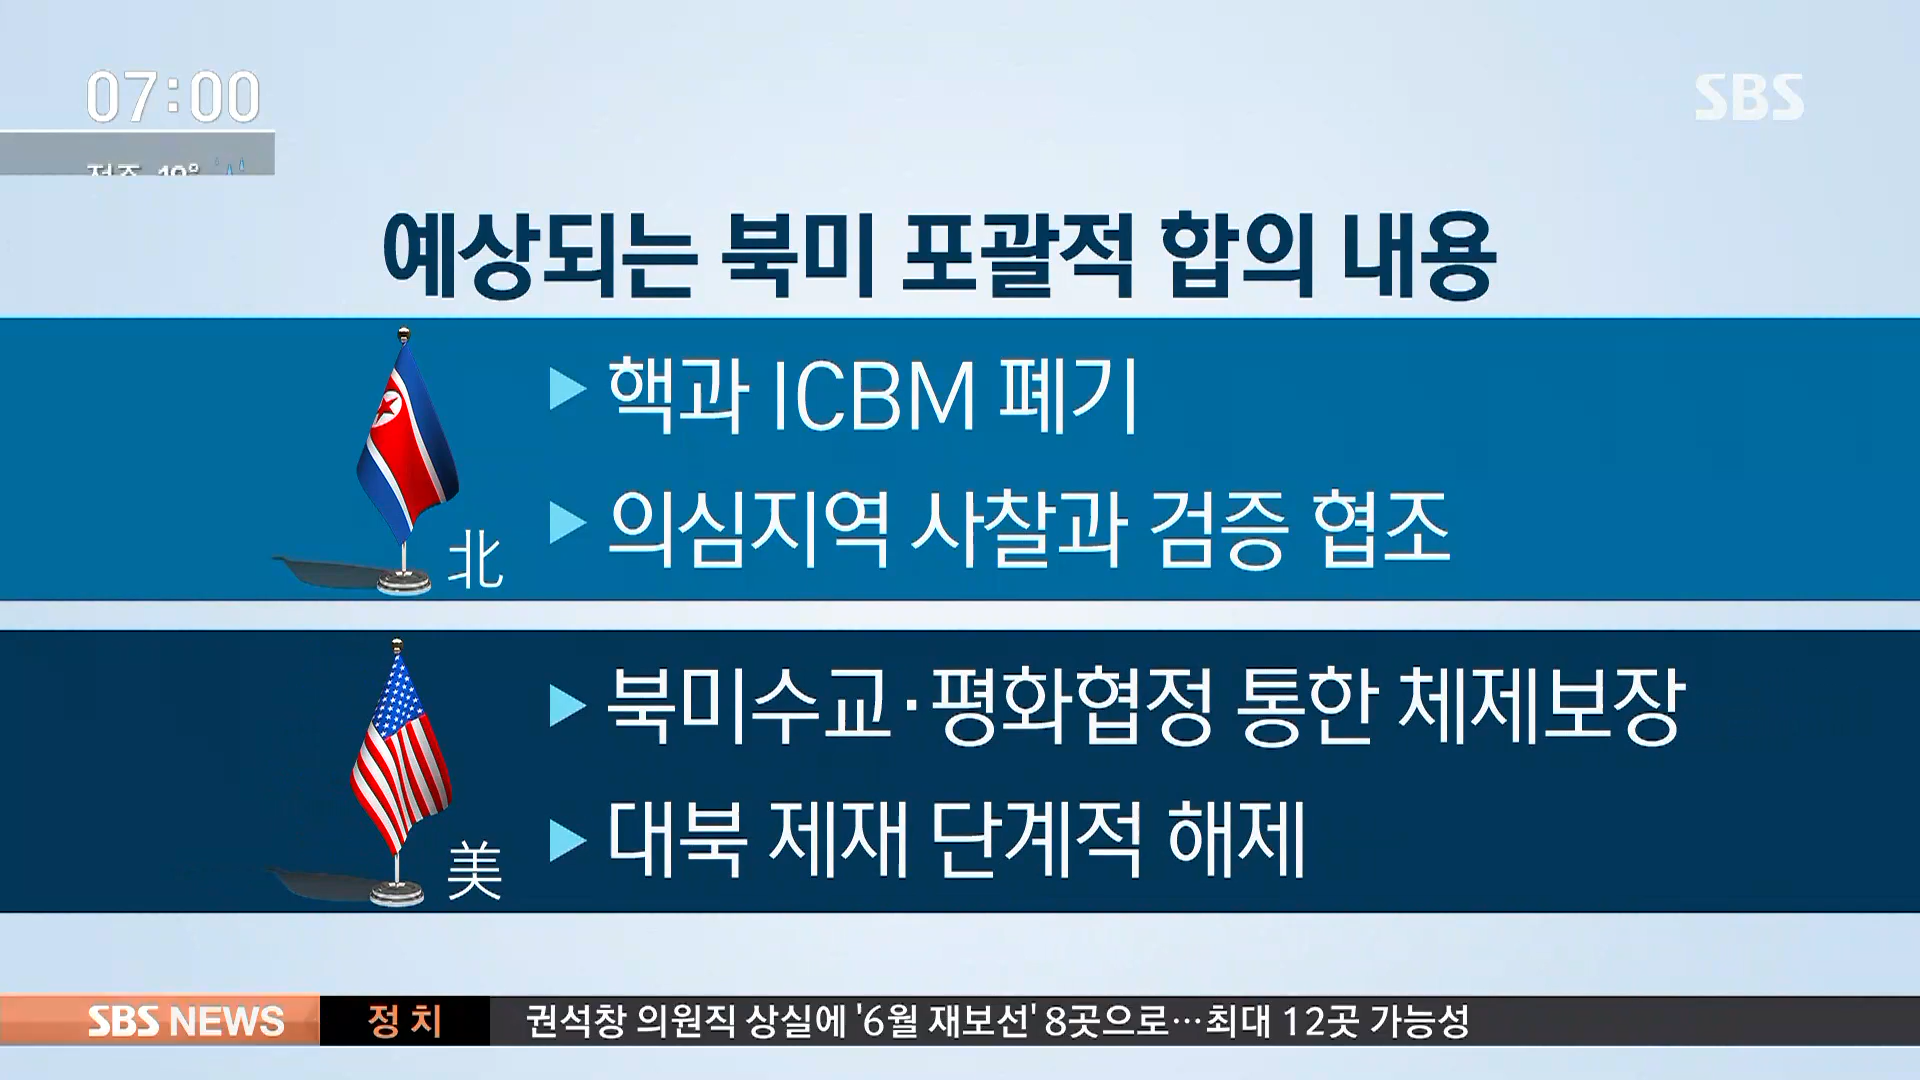 07:00
SBS
예상되는 북미 포괄적 합의 내용
▶ 핵과 ICBM 폐기
▶ 의심지역 사찰과 검증 협조
北
▶ 북미수교·평화협정 통한 체제보장
▶ 대북 제재 단계적 해제
美
SBS NEWS 정치 권석창 의원직 상실에 '6월 재보선' 8곳으로…최대 12곳 가능성